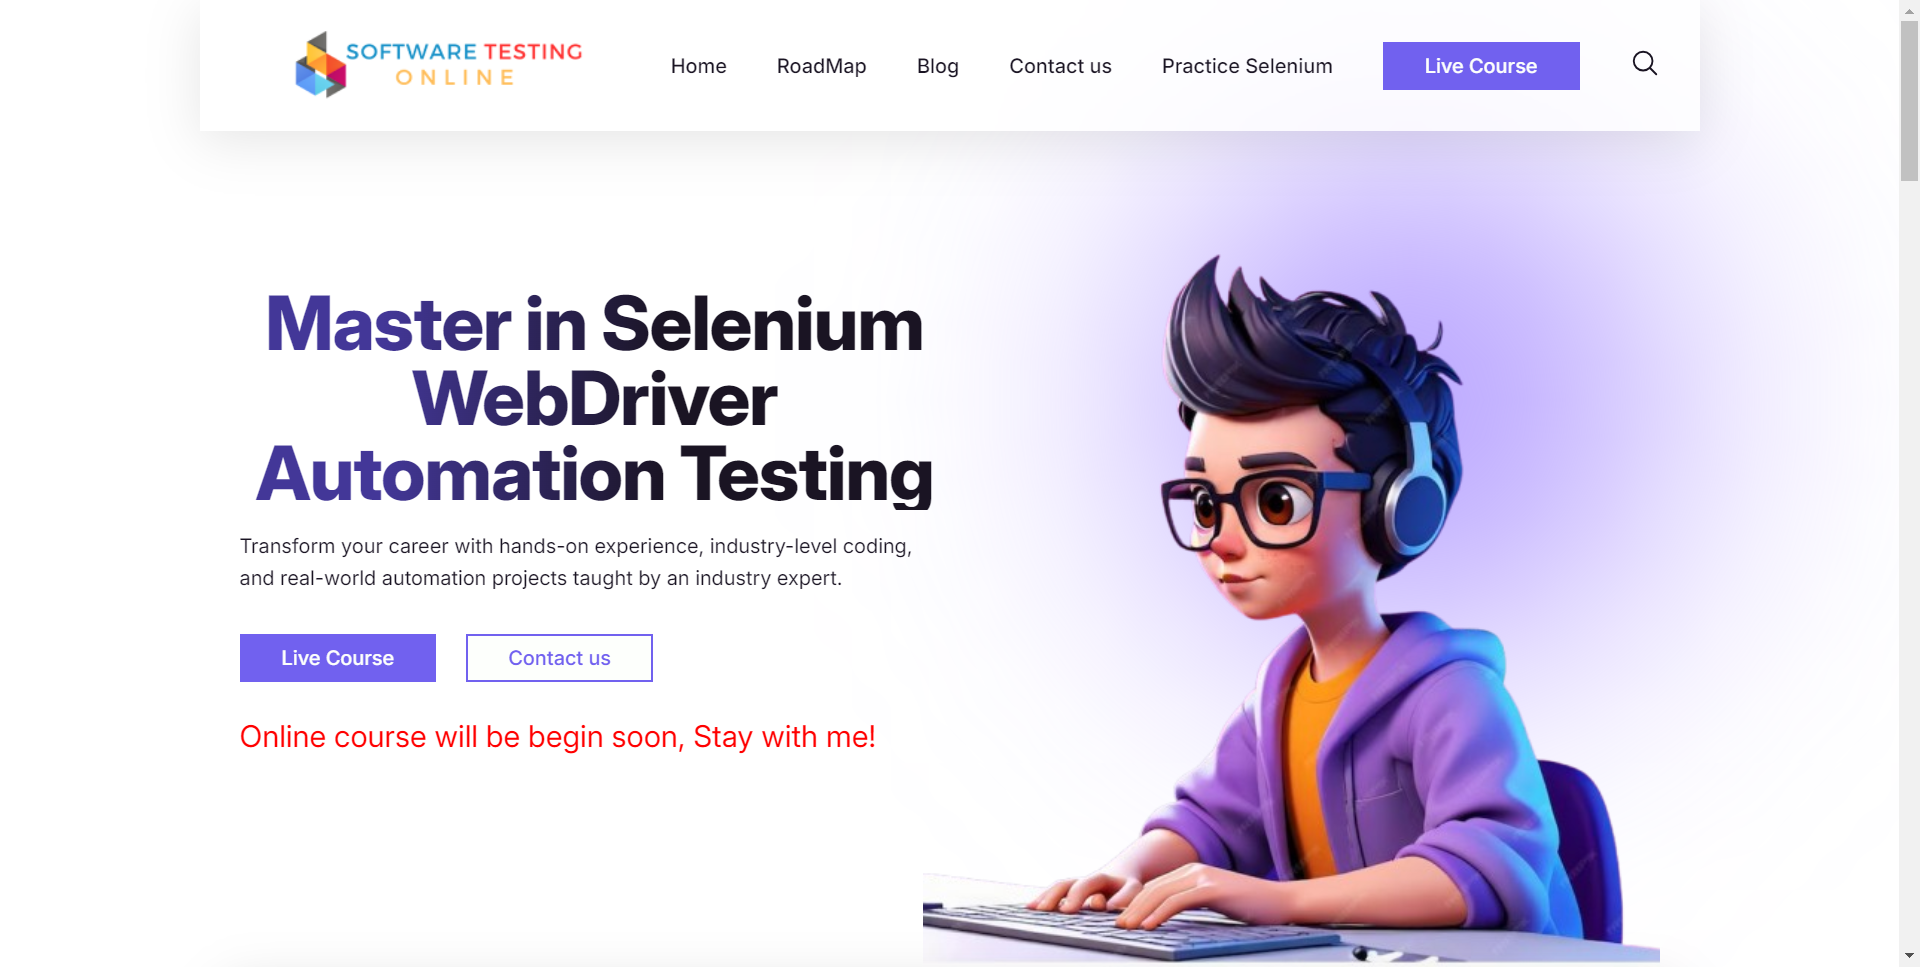 SOFTWARE TESTING
ONLINE
Home
RoadMap
Blog
Contact us
Practice Selenium
Live Course
Master in Selenium
WebDriver
Automation Testing
Transform your career with hands-on experience, industry-level coding,
and real-world automation projects taught by an industry expert.
Live Course
Contact us
Online course will be begin soon, Stay with me!